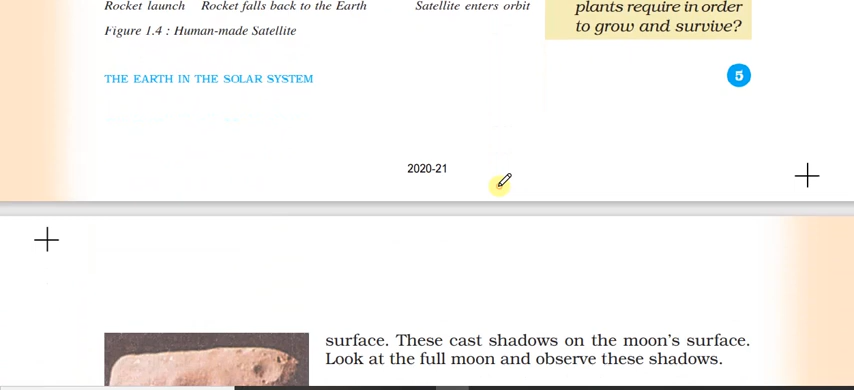 Rocket launch Rocket falls back to the Earth Satellite enters orbit
Figure 1.4 : Human-made Satellite
plants require in order
to grow and survive?
THE EARTH IN THE SOLAR SYSTEM
5
2020-21
surface. These cast shadows on the moon's surface.
Look at the full moon and observe these shadows.